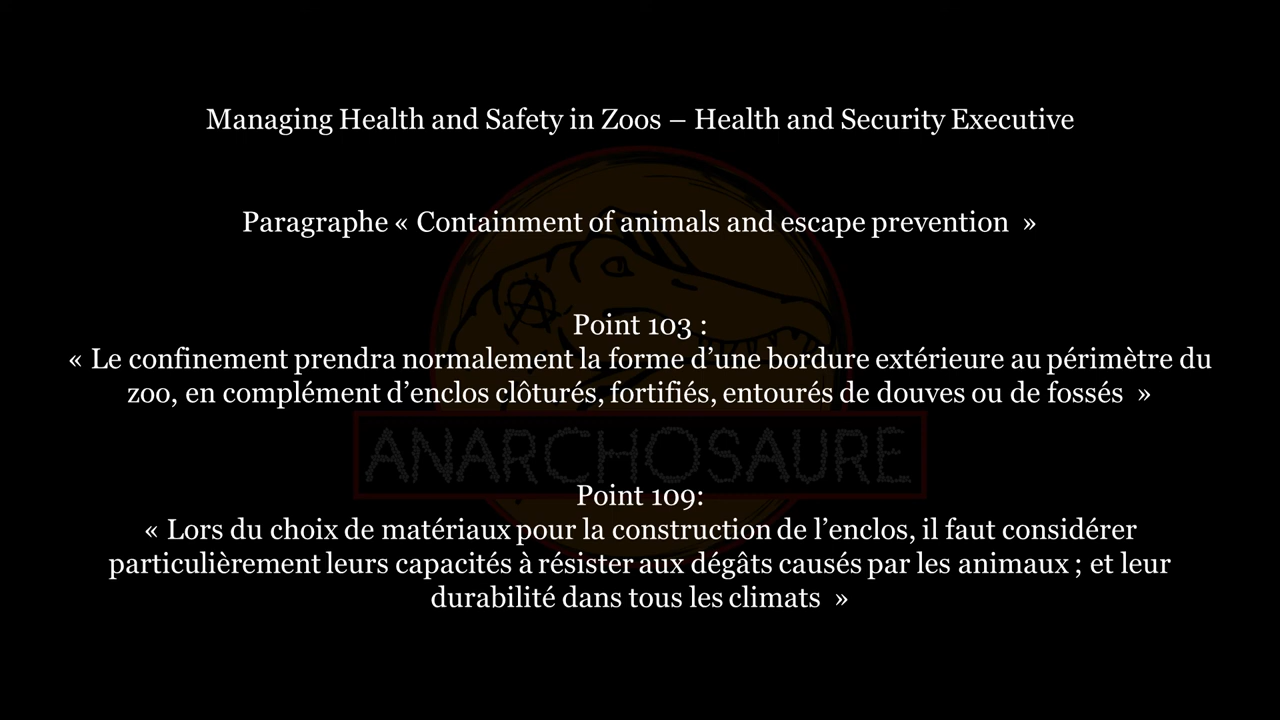 Managing Health and Safety in Zoos – Health and Security Executive
Paragraphe « Containment of animals and escape prevention  »
Point 103 :
« Le confinement prendra normalement la forme d’une bordure extérieure au périmètre du
zoo, en complément d’enclos clôturés, fortifiés, entourés de douves ou de fossés  »
ANARCHOSAURE
Point 109:
« Lors du choix de matériaux pour la construction de l’enclos, il faut considérer
particulièrement leurs capacités à résister aux dégâts causés par les animaux ; et leur
durabilité dans tous les climats  »